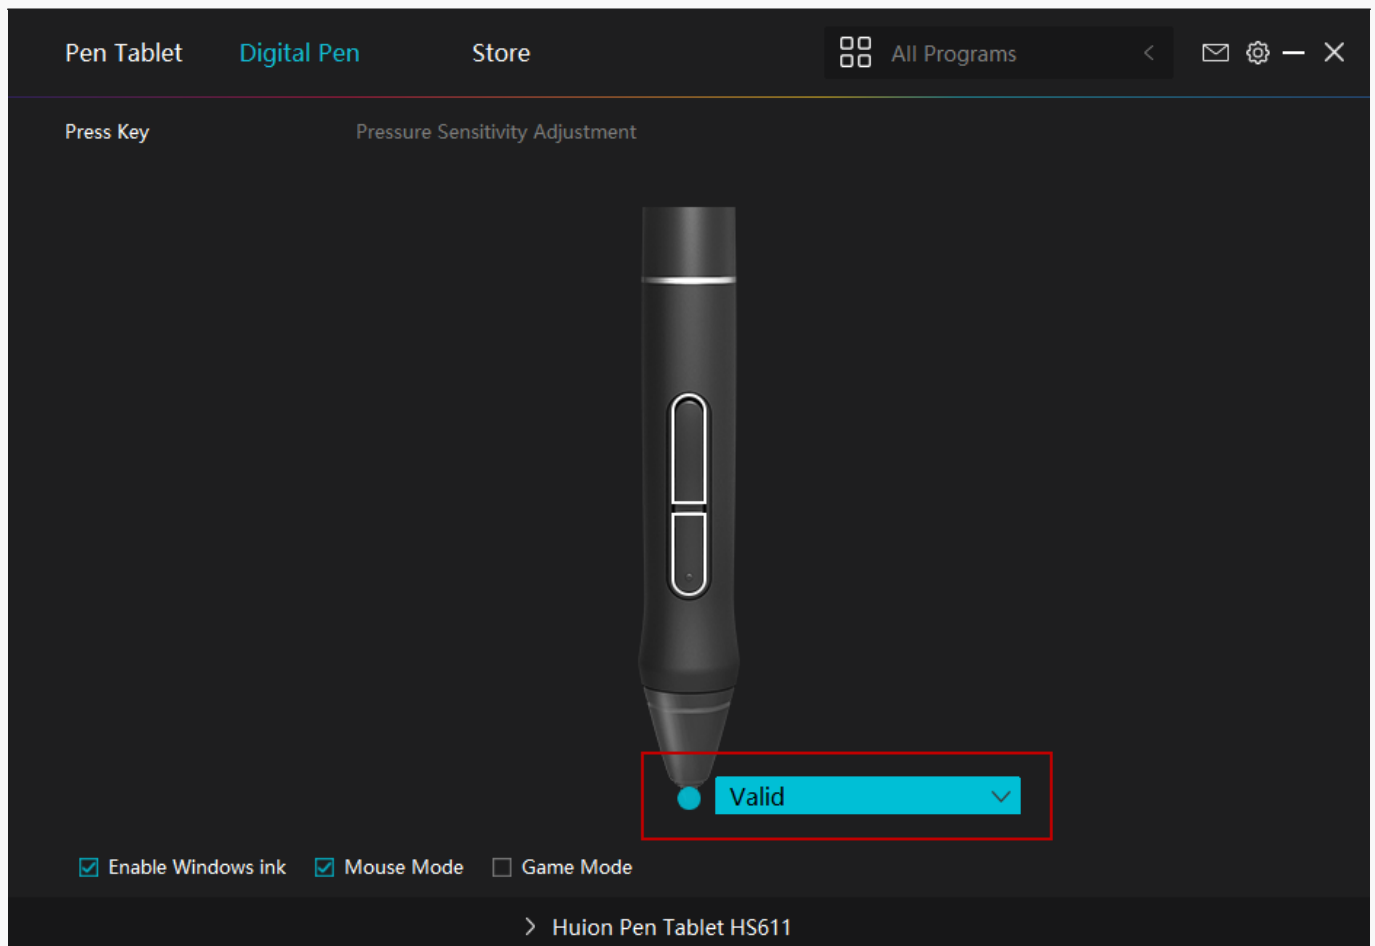 Pen Tablet Digital Pen Store All Programs
Press Key Pressure Sensitivity Adjustment
Valid
Enable Windows ink Mouse Mode Game Mode
Huion Pen Tablet HS611